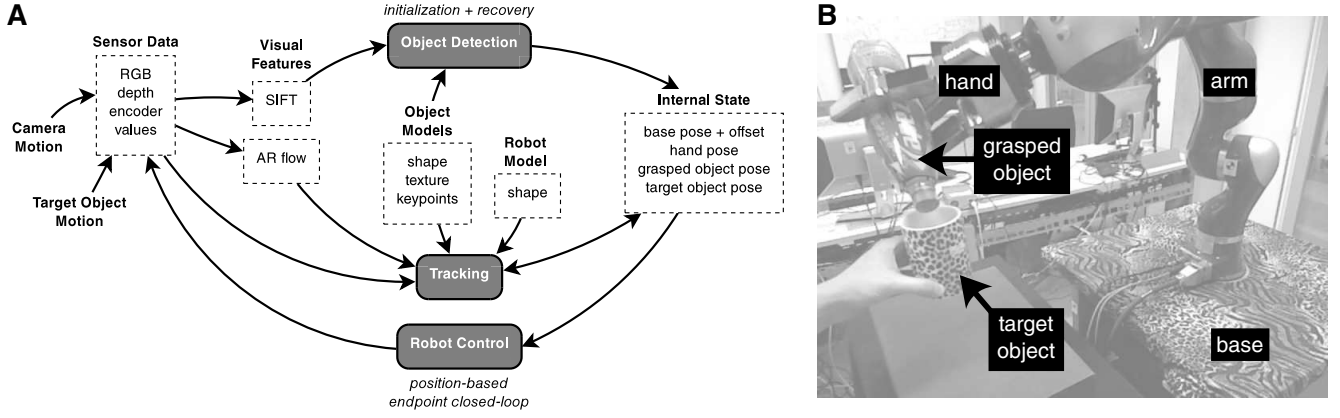 A
initialization + recovery
Object Detection
Sensor Data
RGB
depth
encoder
values
Visual
Features
SIFT
AR flow
Camera
Motion
Target Object
Motion
Object
Models
shape
texture
keypoints
Robot
Model
shape
Internal State
base pose + offset
hand pose
grasped object pose
target object pose
Tracking
Robot Control
position-based
endpoint closed-loop
B
hand
arm
grasped
object
target
object
base